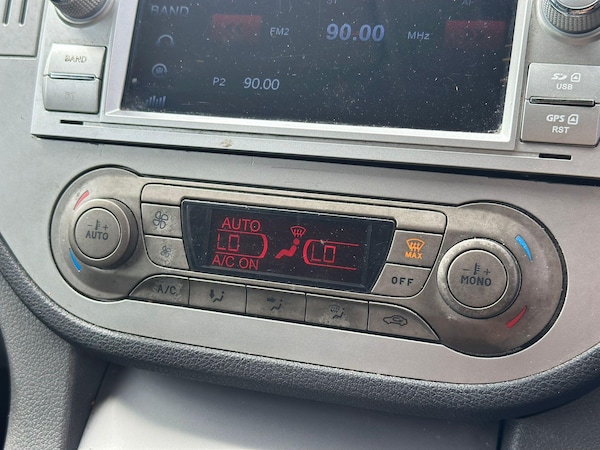 BAND
FM2 90.00 MHz
P2 90.00
BAND
SD
USB
GPS
RST
AUTO
LO LO
A/C ON
- +
AUTO
MAX
OFF
- +
MONO
A/C